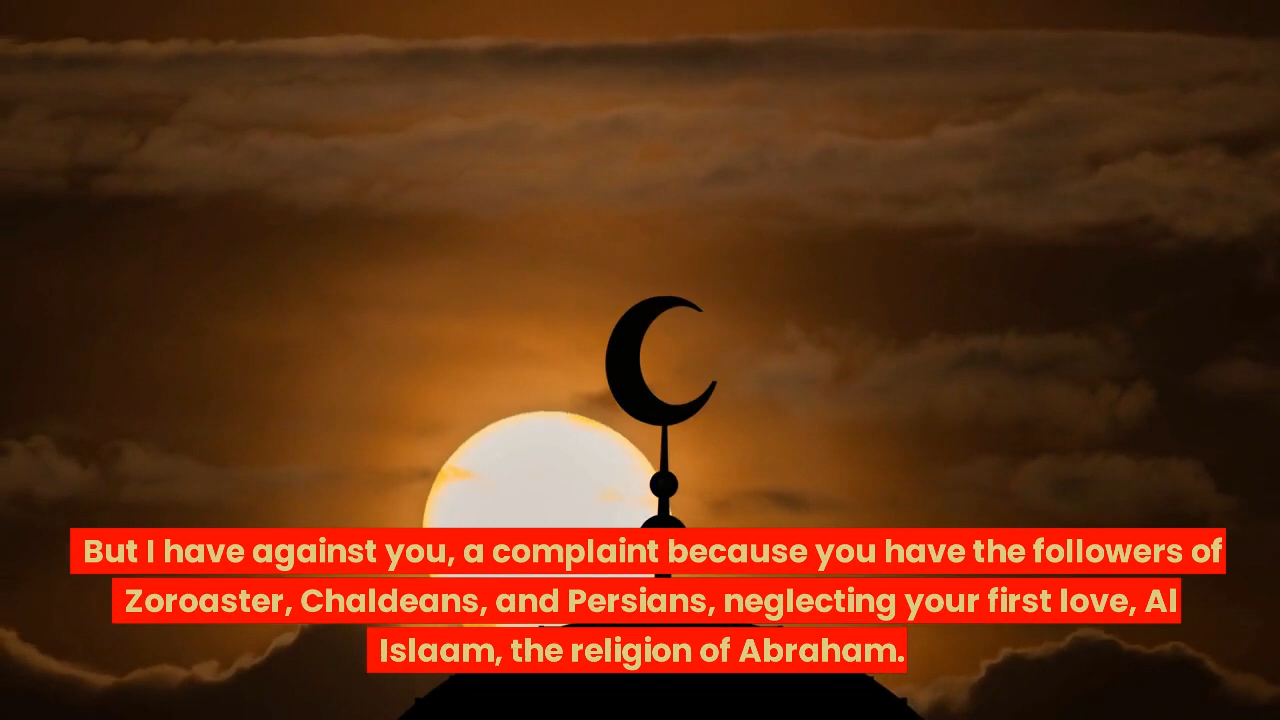 But I have against you, a complaint because you have the followers of
Zoroaster, Chaldeans, and Persians, neglecting your first love, Al
Islaam, the religion of Abraham.